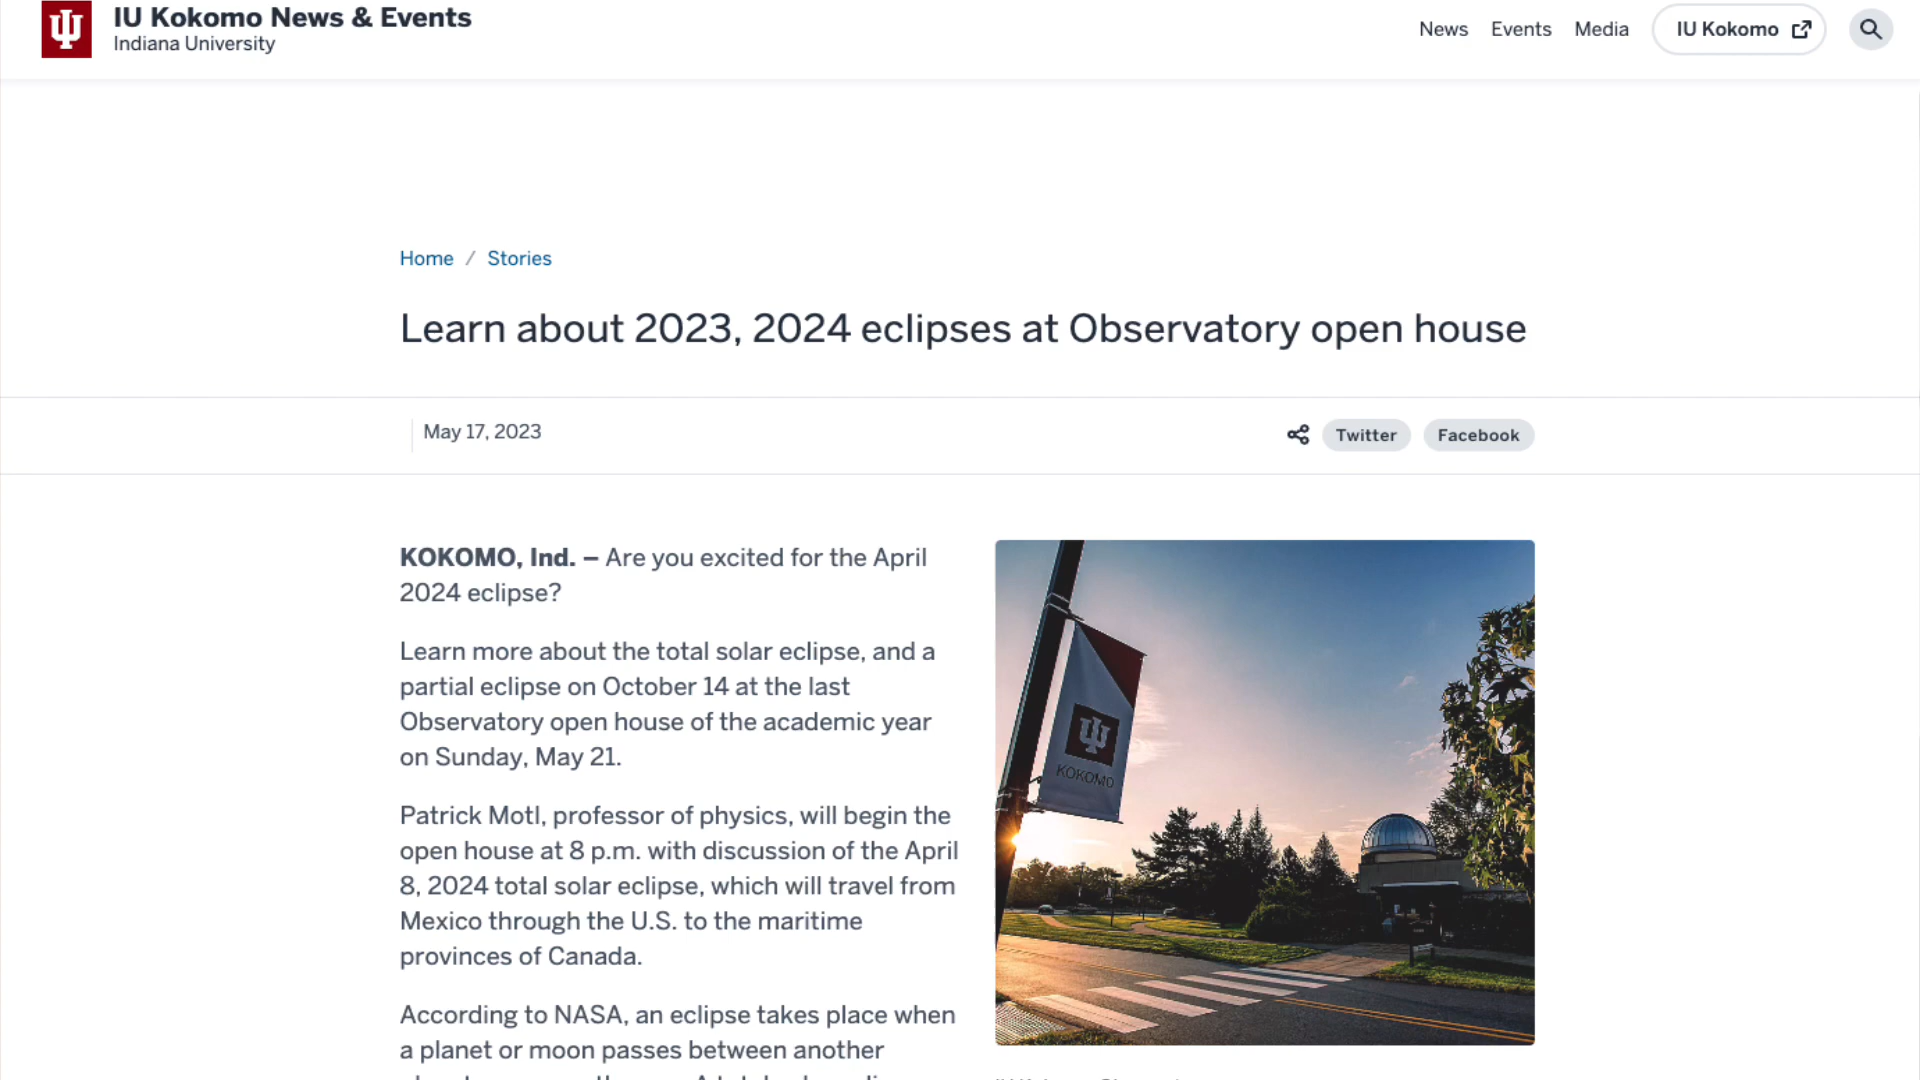 IU Kokomo News & Events
Indiana University
News Events Media IU Kokomo
Home / Stories
Learn about 2023, 2024 eclipses at Observatory open house
May 17, 2023
Twitter Facebook
KOKOMO, Ind. – Are you excited for the April
2024 eclipse?
Learn more about the total solar eclipse, and a
partial eclipse on October 14 at the last
Observatory open house of the academic year
on Sunday, May 21.
Patrick Motl, professor of physics, will begin the
open house at 8 p.m. with discussion of the April
8, 2024 total solar eclipse, which will travel from
Mexico through the U.S. to the maritime
provinces of Canada.
According to NASA, an eclipse takes place when
a planet or moon passes between another
KOKOMO